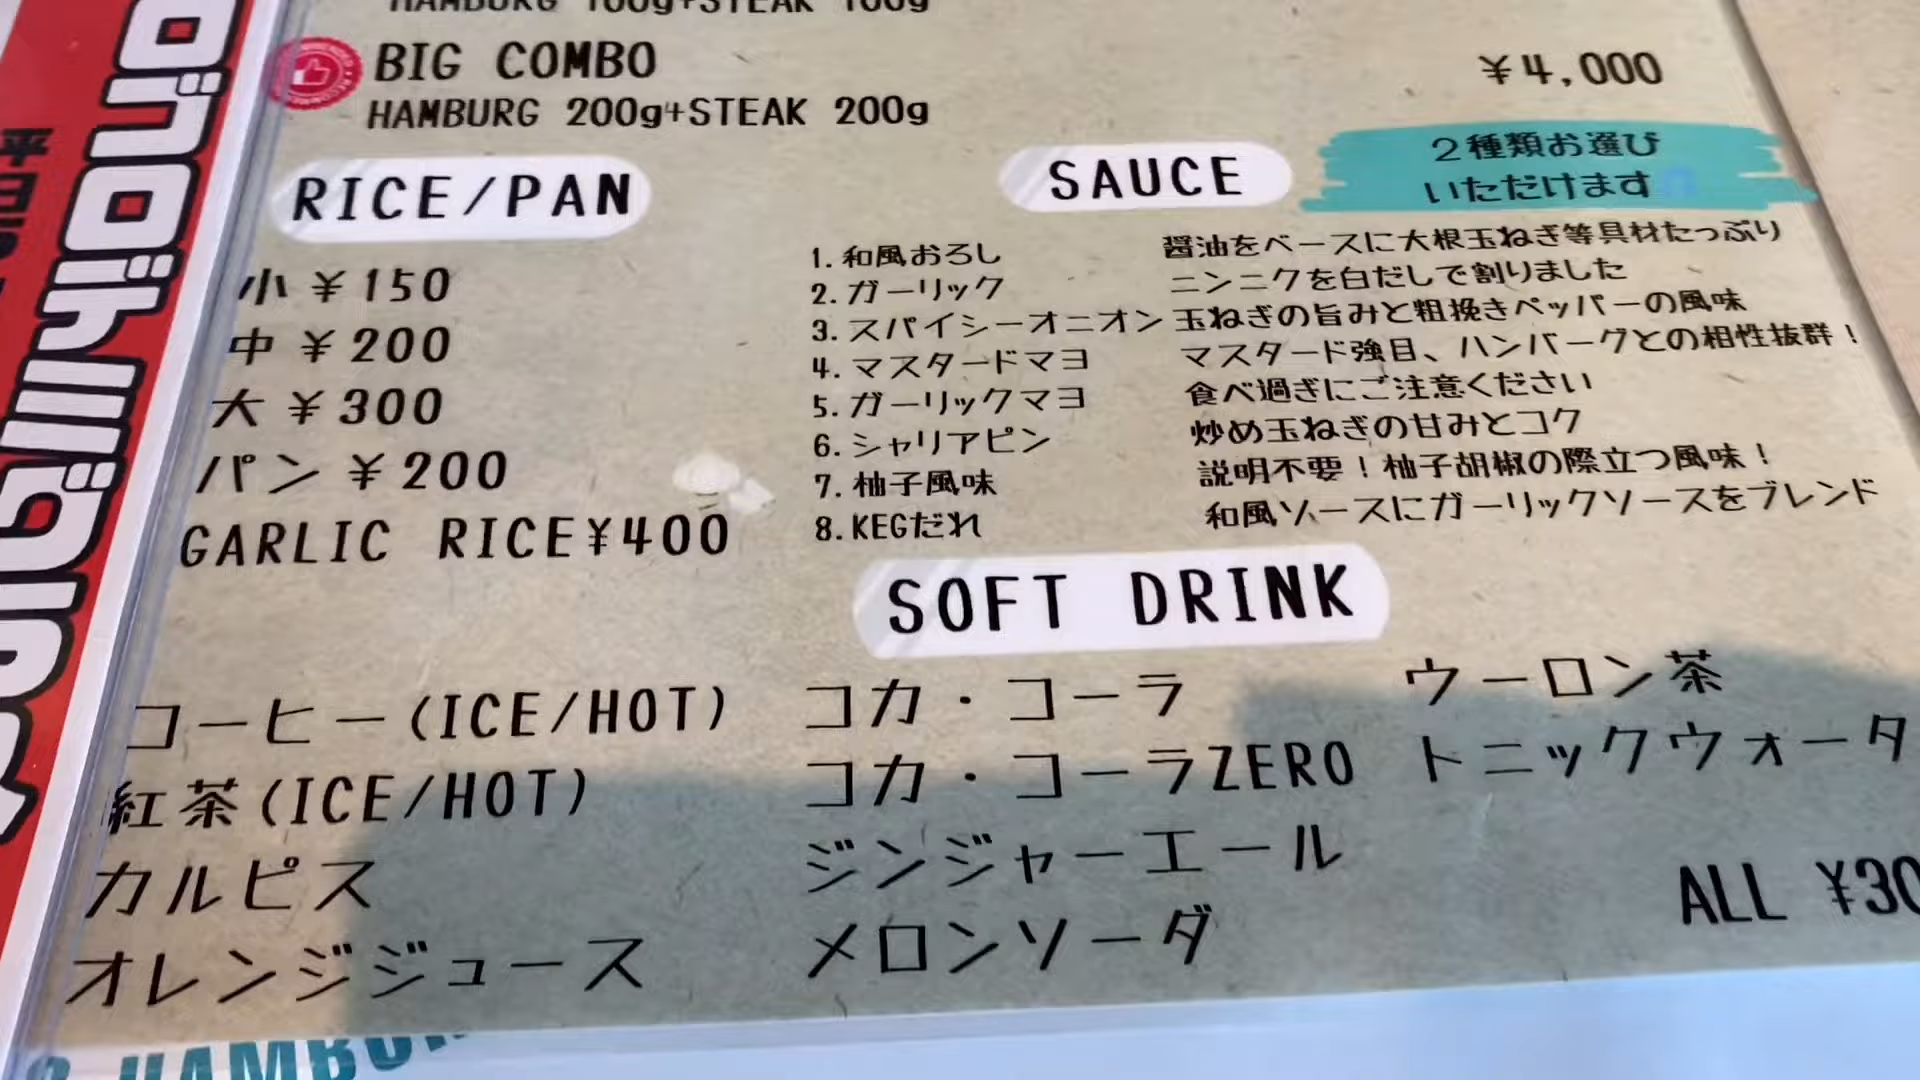 HAMBURG 100g+STEAK 100g
BIG COMBO ¥4,000
HAMBURG 200g+STEAK 200g
RICE/PAN
小 ¥150
中 ¥200
大 ¥300
パン ¥200
GARLIC RICE¥400
SAUCE
2種類お選び
いただけます
1.和風おろし 醤油をベースに大根玉ねぎ等具材たっぷり
2.ガーリック ニンニクを白だしで割りました
3.スパイシーオニオン 玉ねぎの旨みと粗挽きペッパーの風味
4.マスタードマヨ マスタード強目、ハンバーグとの相性抜群！
5.ガーリックマヨ 食べ過ぎにご注意ください
6.シャリアピン 炒め玉ねぎの甘みとコク
7.柚子風味 説明不要！柚子胡椒の際立つ風味！
8.KEGだれ 和風ソースにガーリックソースをブレンド
SOFT DRINK
コーヒー(ICE/HOT) コカ・コーラ ウーロン茶
紅茶(ICE/HOT) コカ・コーラZERO トニックウォータ
カルピス ジンジャーエール
オレンジジュース メロンソーダ
ALL ¥30
平日